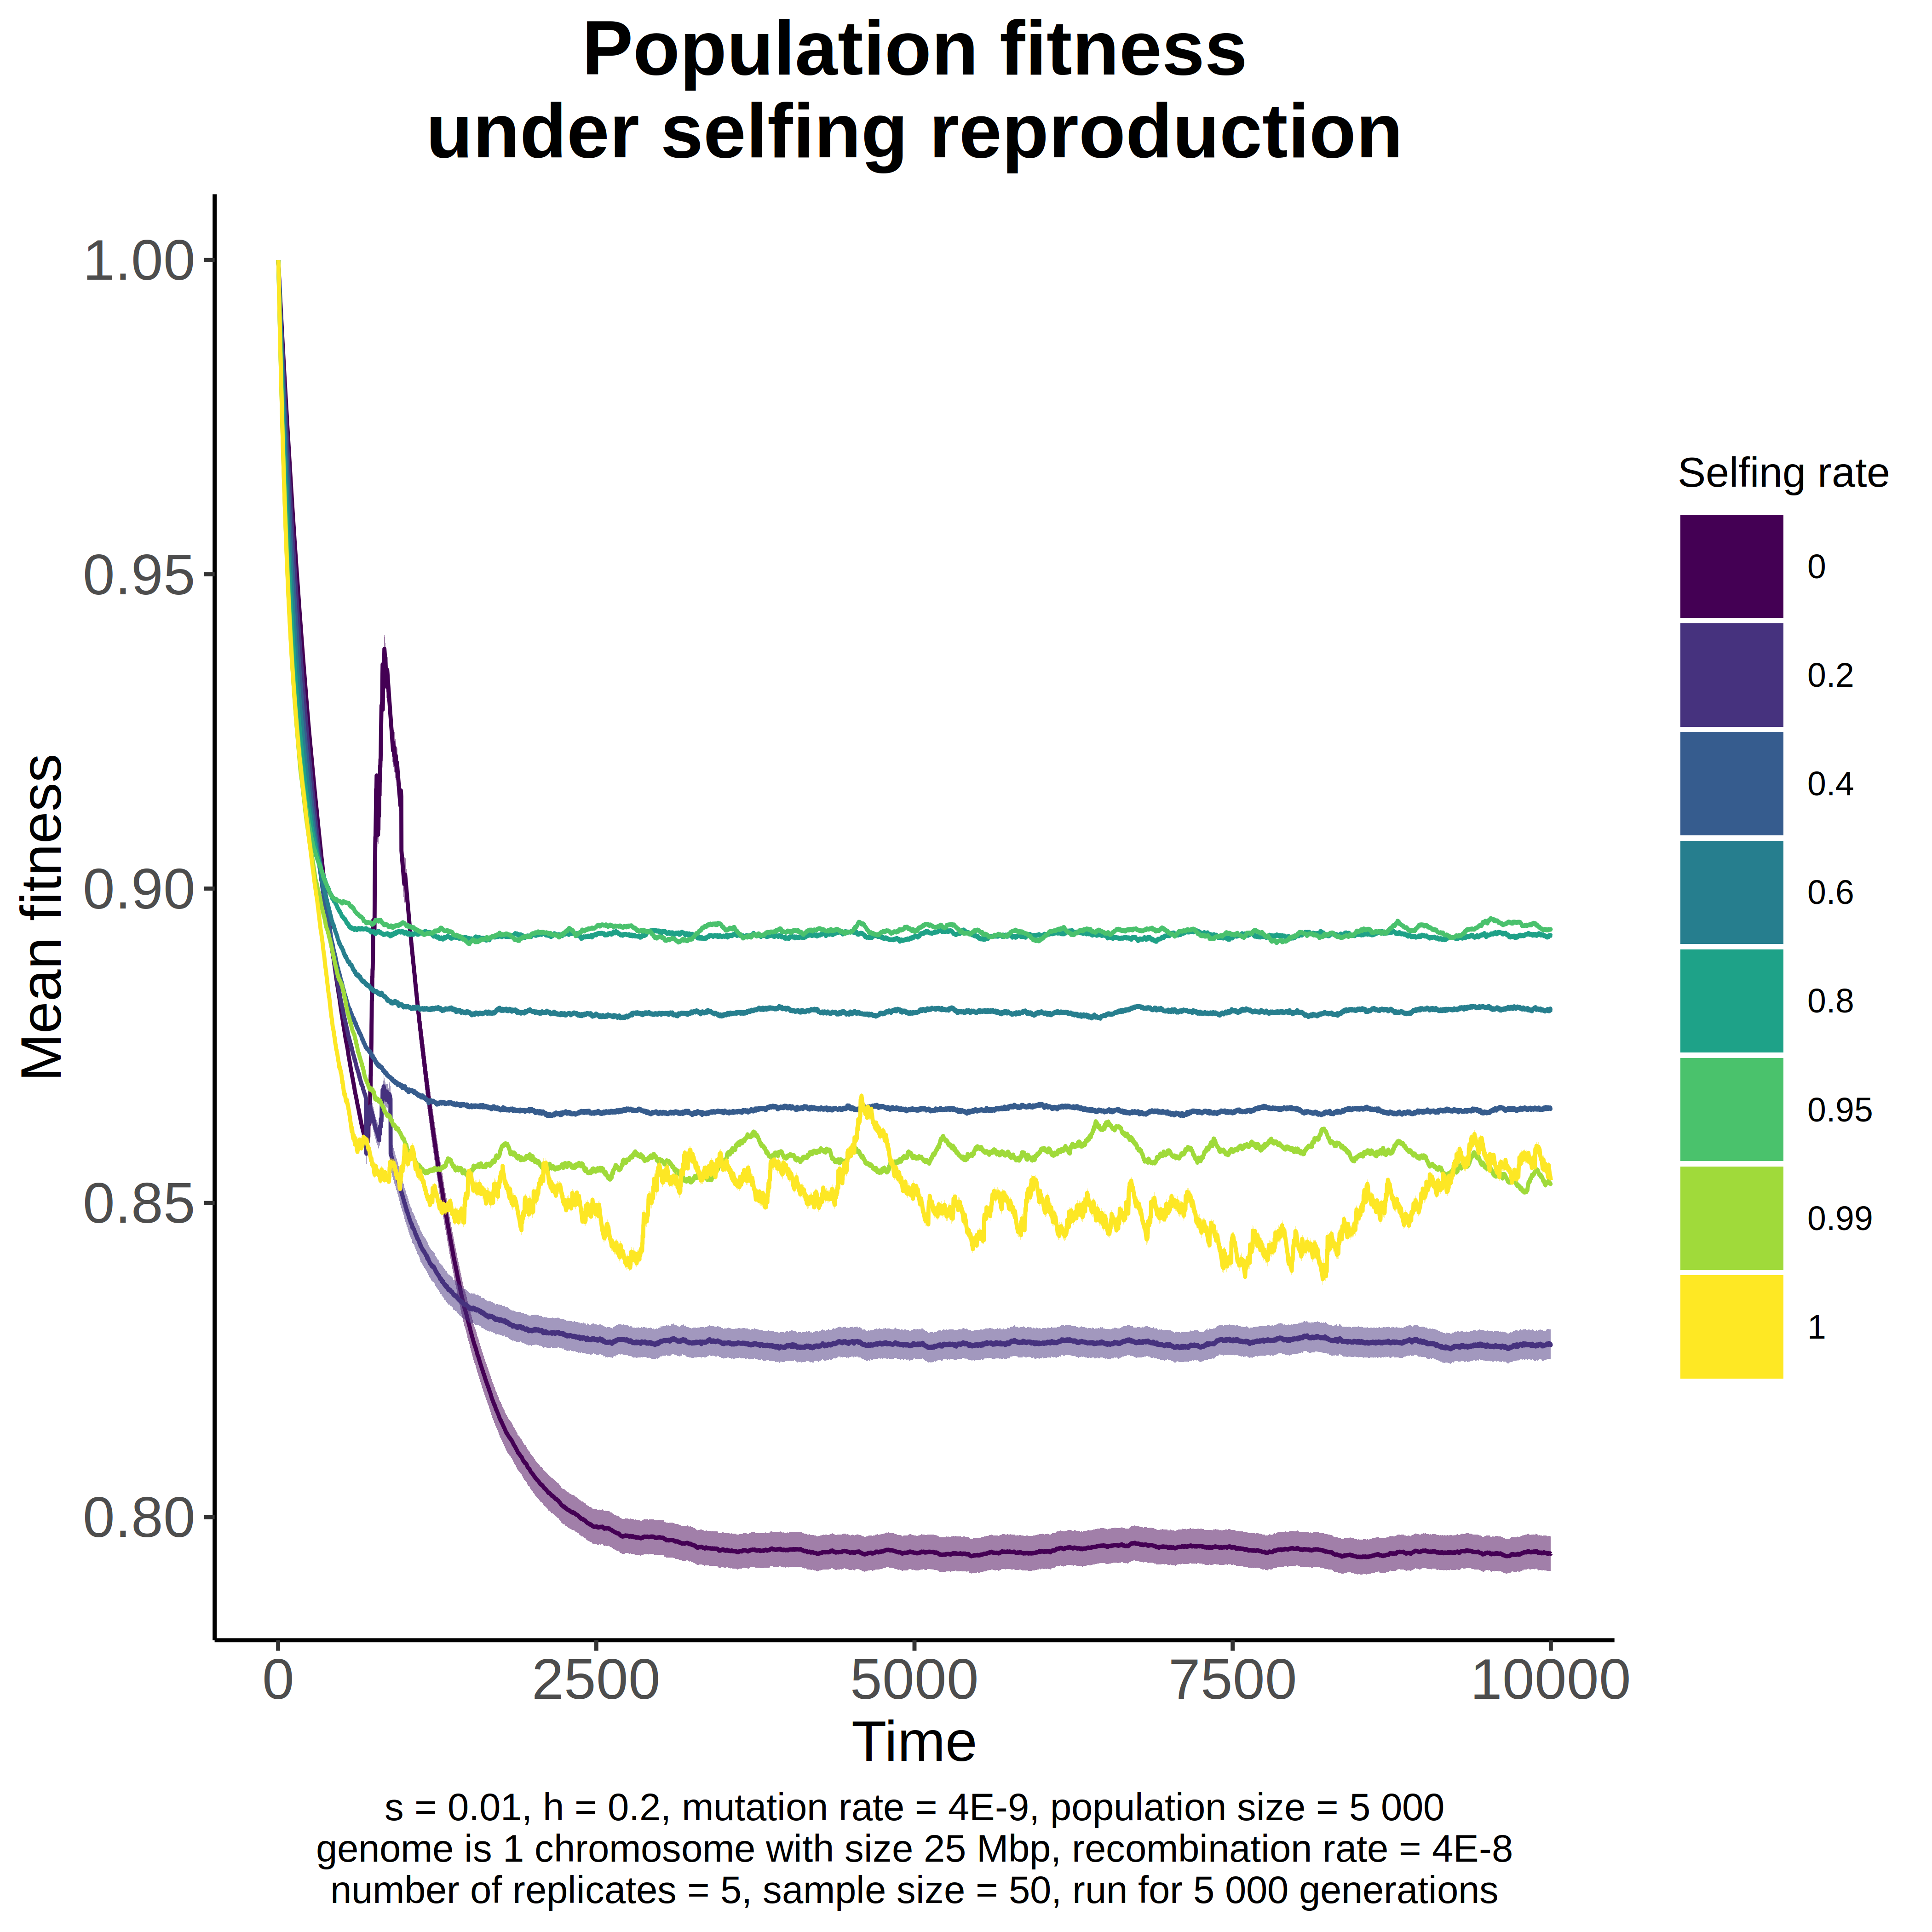 Population fitness
under selfing reproduction
1.00
0.95
0.90
0.85
0.80
Mean fitness
0
2500
5000
7500
10000
Time
Selfing rate
0
0.2
0.4
0.6
0.8
0.95
0.99
1
s = 0.01, h = 0.2, mutation rate = 4E-9, population size = 5 000
genome is 1 chromosome with size 25 Mbp, recombination rate = 4E-8
number of replicates = 5, sample size = 50, run for 5 000 generations